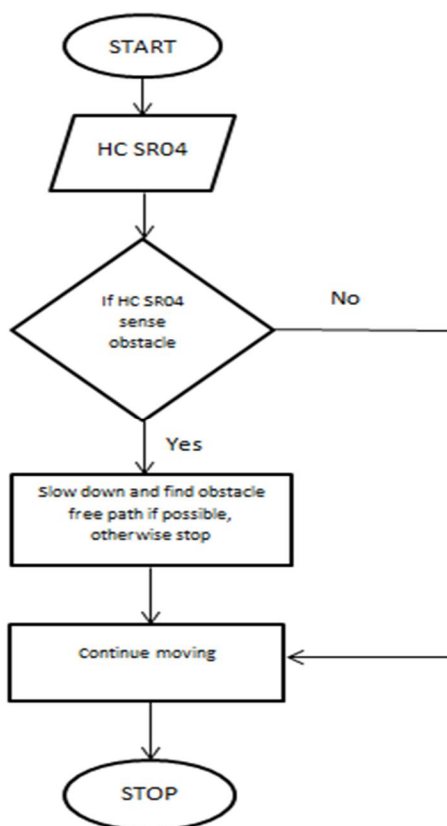 START
HC SR04
If HC SR04
sense
obstacle
No
Yes
Slow down and find obstacle
free path if possible,
otherwise stop
Continue moving
STOP